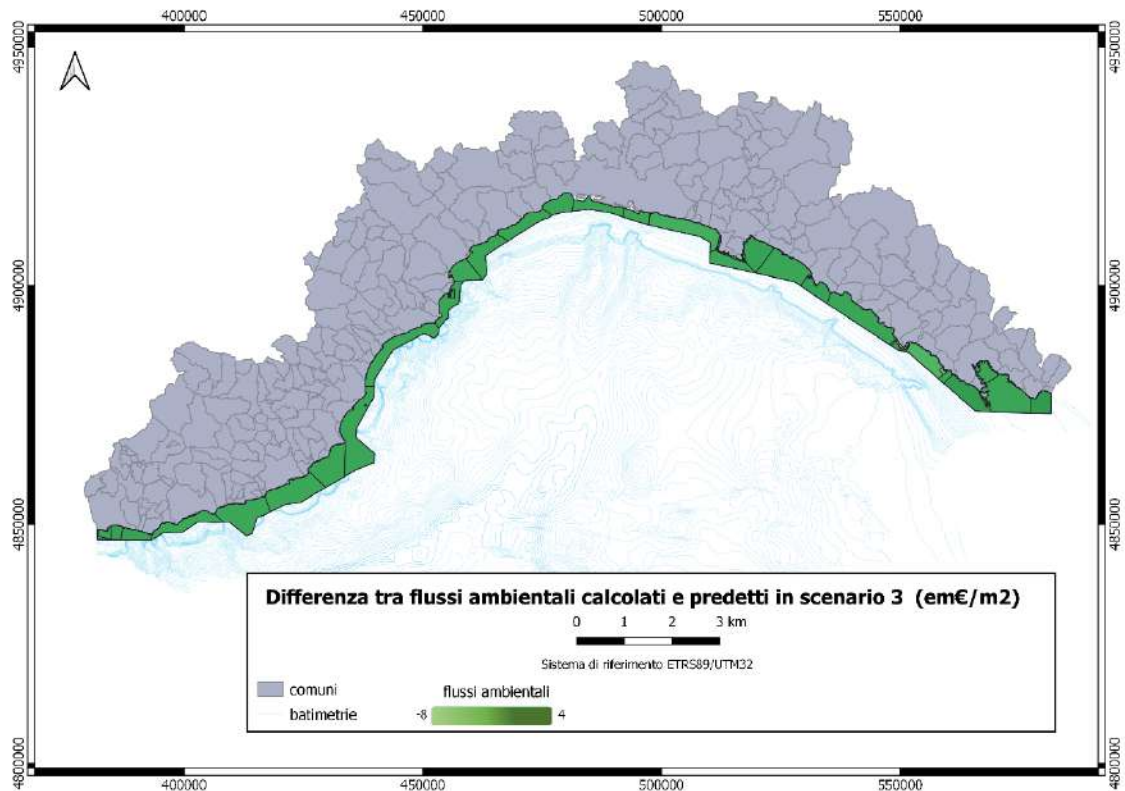 400000 450000 500000 550000
4950000 4950000
4900000 4900000
4850000 4850000
4800000 4800000
Differenza tra flussi ambientali calcolati e predetti in scenario 3 (em€/m2)
0 1 2 3 km
Sistema di riferimento ETRS89/UTM32
comuni flussi ambientali
batimetrie -8 4
400000 450000 500000 550000